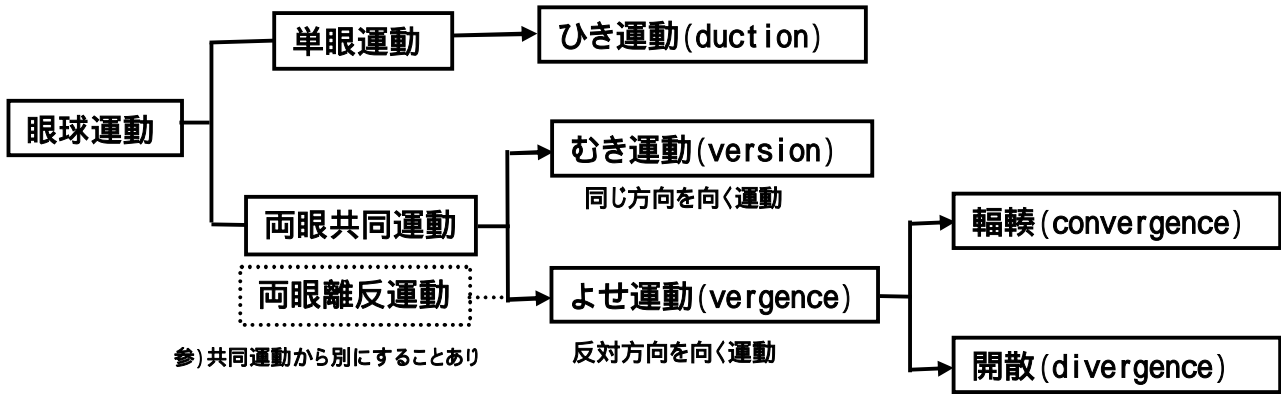 単眼運動
ひき運動(duction)
眼球運動
むき運動(version)
同じ方向を向く運動
両眼共同運動
輻輳(convergence)
両眼離反運動
よせ運動(vergence)
参)共同運動から別にすることあり
反対方向を向く運動
開散(divergence)